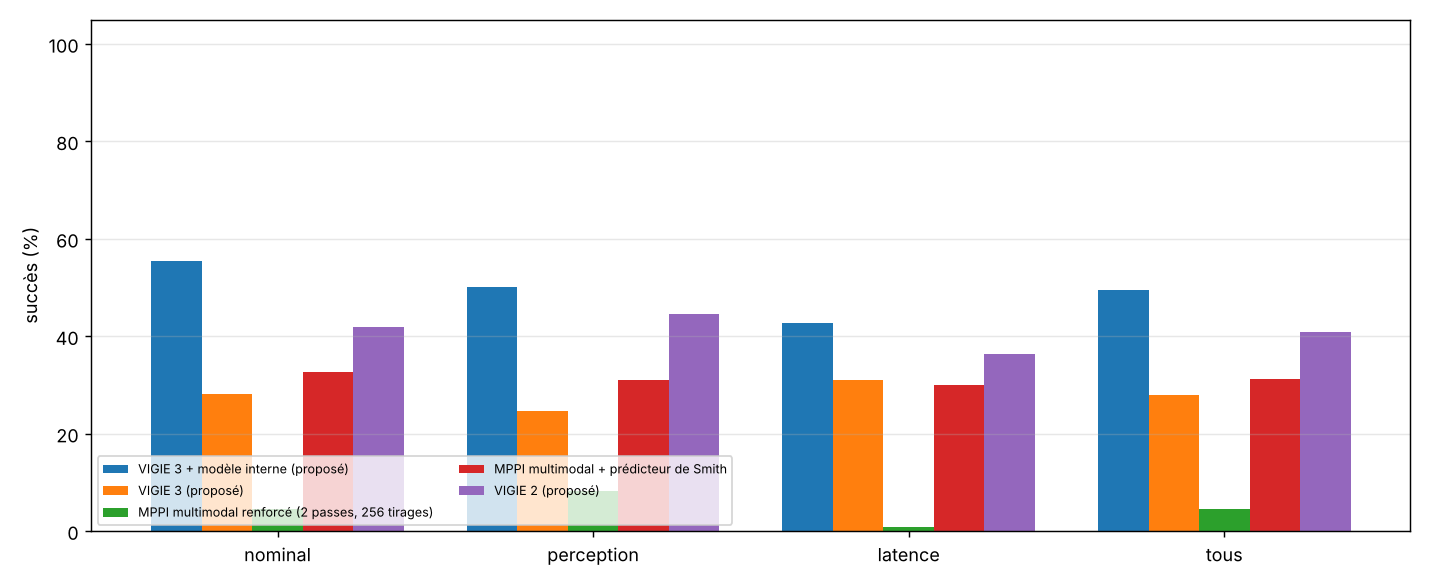 100
80
60
40
20
0
succès (%)
VIGIE 3 + modèle interne (proposé)
VIGIE 3 (proposé)
MPPI multimodal renforcé (2 passes, 256 tirages)
MPPI multimodal + prédicteur de Smith
VIGIE 2 (proposé)
nominal
perception
latence
tous